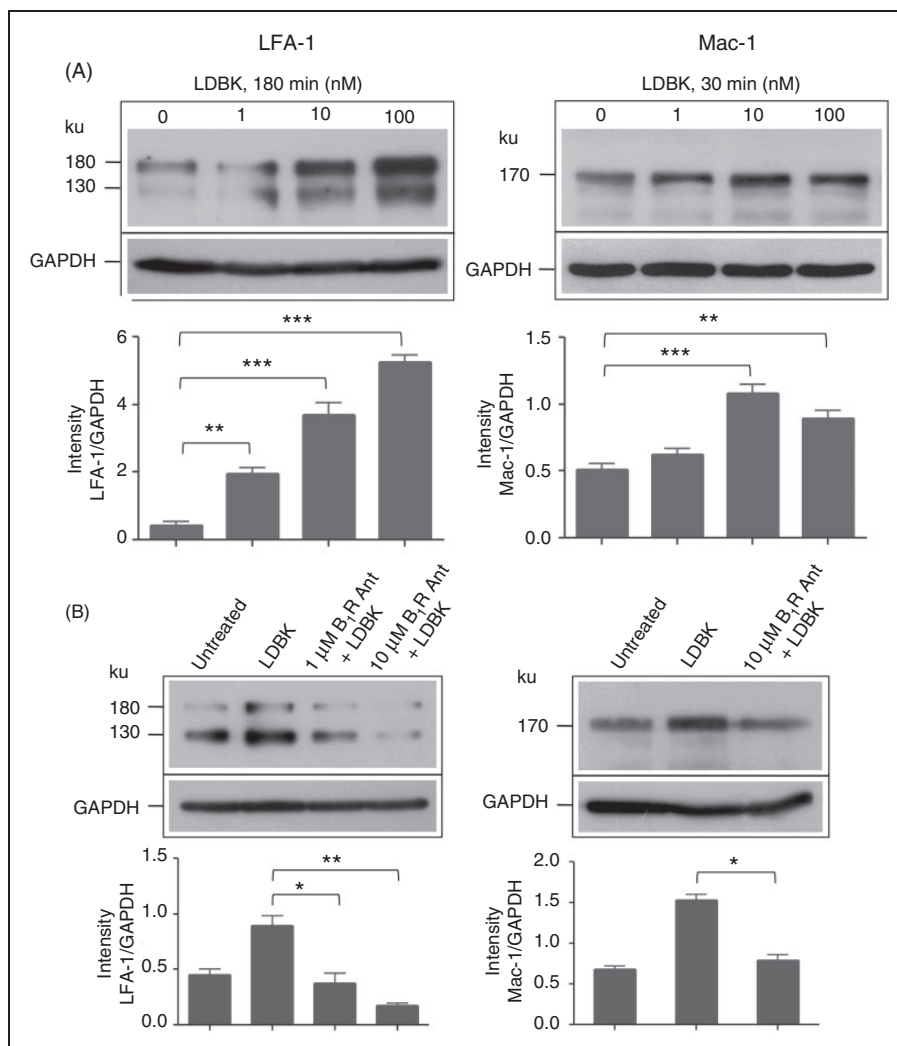 LFA-1 Mac-1
(A)
LDBK, 180 min (nM) LDBK, 30 min (nM)
0 1 10 100 0 1 10 100
ku ku
180
130
170
GAPDH GAPDH
*** **
*** ***
**
6
4
2
0
Intensity
LFA-1/GAPDH
1.5
1.0
0.5
0.0
Intensity
Mac-1/GAPDH
(B)
Untreated
LDBK
1 μM B₁R Ant
+ LDBK
10 μM B₁R Ant
+ LDBK
Untreated
LDBK
10 μM B₁R Ant
+ LDBK
ku ku
180
130
170
GAPDH GAPDH
**
*
*
1.5
1.0
0.5
0.0
Intensity
LFA-1/GAPDH
2.0
1.5
1.0
0.5
0.0
Intensity
Mac-1/GAPDH